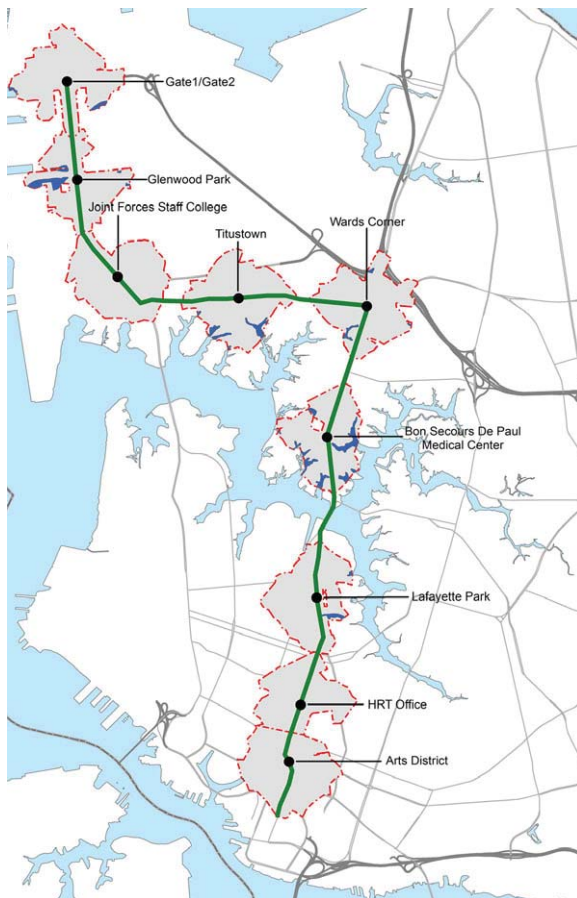 Gate1/Gate2
Glenwood Park
Joint Forces Staff College
Titustown
Wards Corner
Bon Secours De Paul
Medical Center
Lafayette Park
HRT Office
Arts District